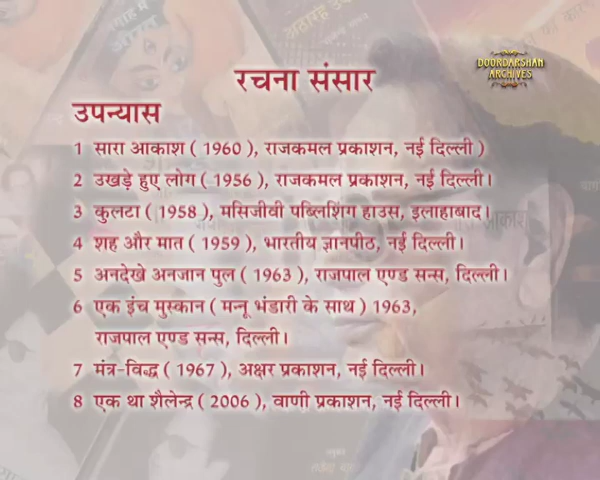 DOORDARSHAN
ARCHIVES
रचना संसार
उपन्यास
1 सारा आकाश ( 1960 ), राजकमल प्रकाशन, नई दिल्ली )
2 उखड़े हुए लोग ( 1956 ), राजकमल प्रकाशन, नई दिल्ली।
3 कुलटा ( 1958 ), मसिजीवी पब्लिशिंग हाउस, इलाहाबाद।
4 शह और मात ( 1959 ), भारतीय ज्ञानपीठ, नई दिल्ली।
5 अनदेखे अनजान पुल ( 1963 ), राजपाल एण्ड सन्स, दिल्ली।
6 एक इंच मुस्कान ( मन्नू भंडारी के साथ ) 1963,
राजपाल एण्ड सन्स, दिल्ली।
7 मंत्र-विद्ध ( 1967 ), अक्षर प्रकाशन, नई दिल्ली।
8 एक था शैलेन्द्र ( 2006 ), वाणी प्रकाशन, नई दिल्ली।